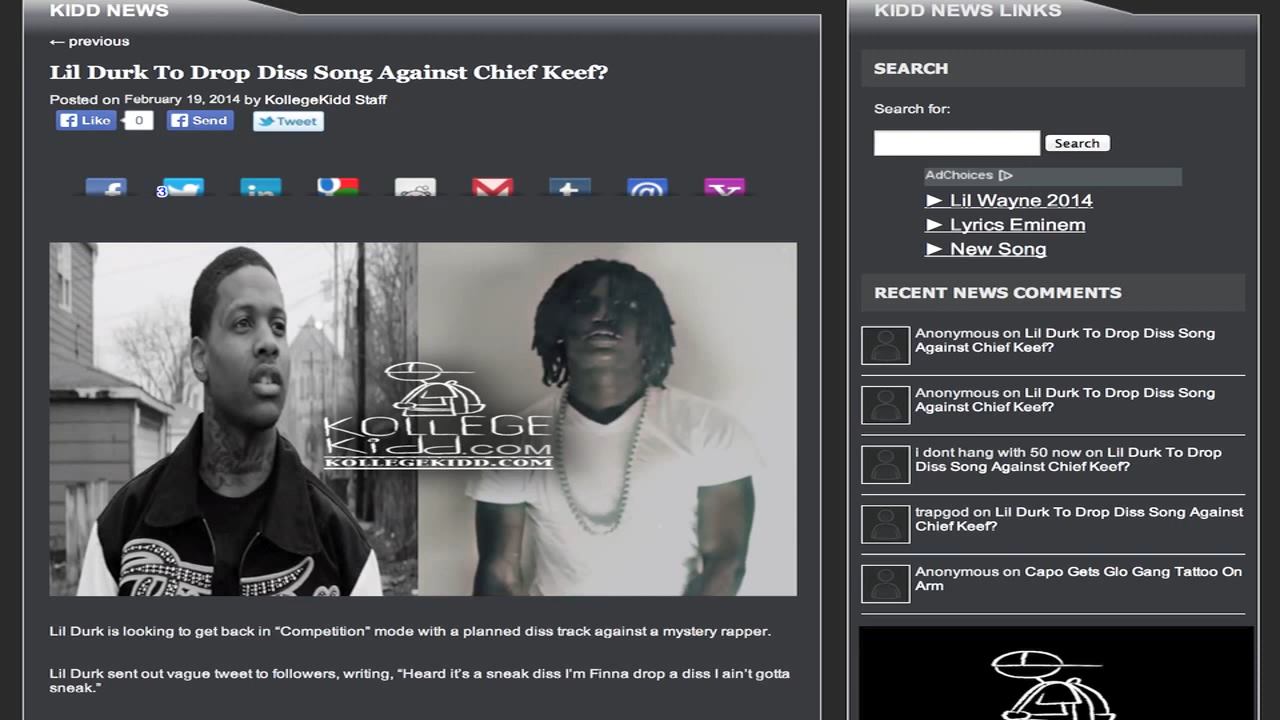 KIDD NEWS
← previous
Lil Durk To Drop Diss Song Against Chief Keef?
Posted on February 19, 2014 by KollegeKidd Staff
Like 0 Send Tweet
3
KOLLEGE
Kidd.COM
KOLLEGEKIDD.COM
Lil Durk is looking to get back in “Competition” mode with a planned diss track against a mystery rapper.
Lil Durk sent out vague tweet to followers, writing, “Heard it’s a sneak diss I’m Finna drop a diss I ain’t gotta
sneak.”
KIDD NEWS LINKS
SEARCH
Search for:
Search
AdChoices
► Lil Wayne 2014
► Lyrics Eminem
► New Song
RECENT NEWS COMMENTS
Anonymous on Lil Durk To Drop Diss Song
Against Chief Keef?
Anonymous on Lil Durk To Drop Diss Song
Against Chief Keef?
i dont hang with 50 now on Lil Durk To Drop
Diss Song Against Chief Keef?
trapgod on Lil Durk To Drop Diss Song Against
Chief Keef?
Anonymous on Capo Gets Glo Gang Tattoo On
Arm